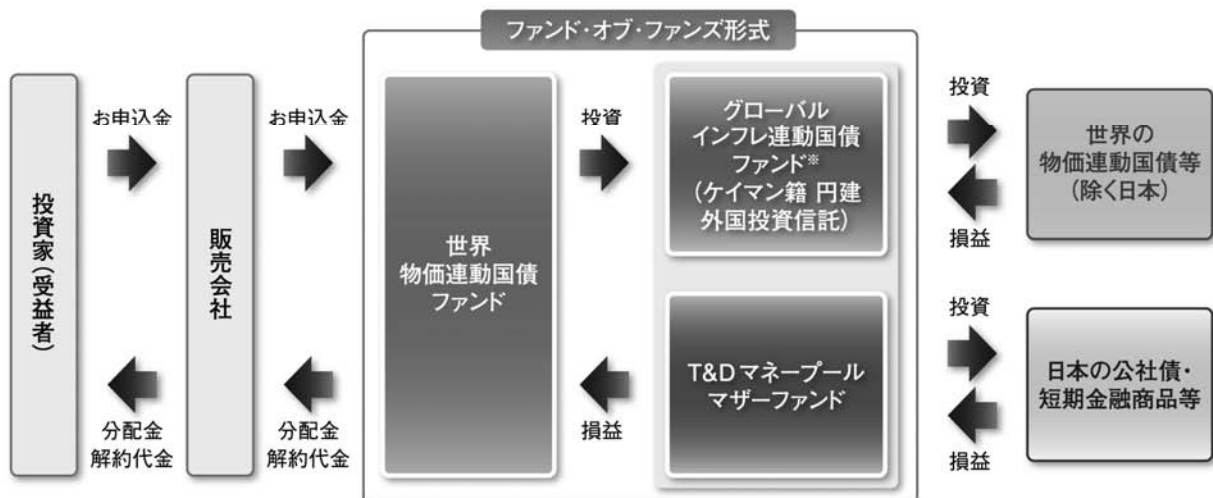 ファンド・オブ・ファンズ形式
投資家(受益者)
お申込金
分配金
解約代金
販売会社
お申込金
分配金
解約代金
世界
物価連動国債
ファンド
投資
損益
グローバル
インフレ連動国債
ファンド※
(ケイマン籍 円建
外国投資信託)
T&Dマネープール
マザーファンド
投資
損益
世界の
物価連動国債等
(除く日本)
投資
損益
日本の公社債・
短期金融商品等